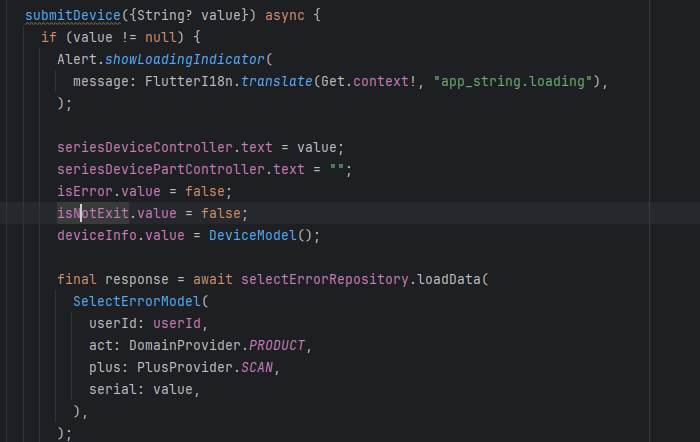 submitDevice({String? value}) async {
if (value != null) {
Alert.showLoadingIndicator(
message: FlutterI18n.translate(Get.context!, "app_string.loading"),
);
seriesDeviceController.text = value;
seriesDevicePartController.text = "";
isError.value = false;
isNotExit.value = false;
deviceInfo.value = DeviceModel();
final response = await selectErrorRepository.loadData(
SelectErrorModel(
userId: userId,
act: DomainProvider.PRODUCT,
plus: PlusProvider.SCAN,
serial: value,
),
);